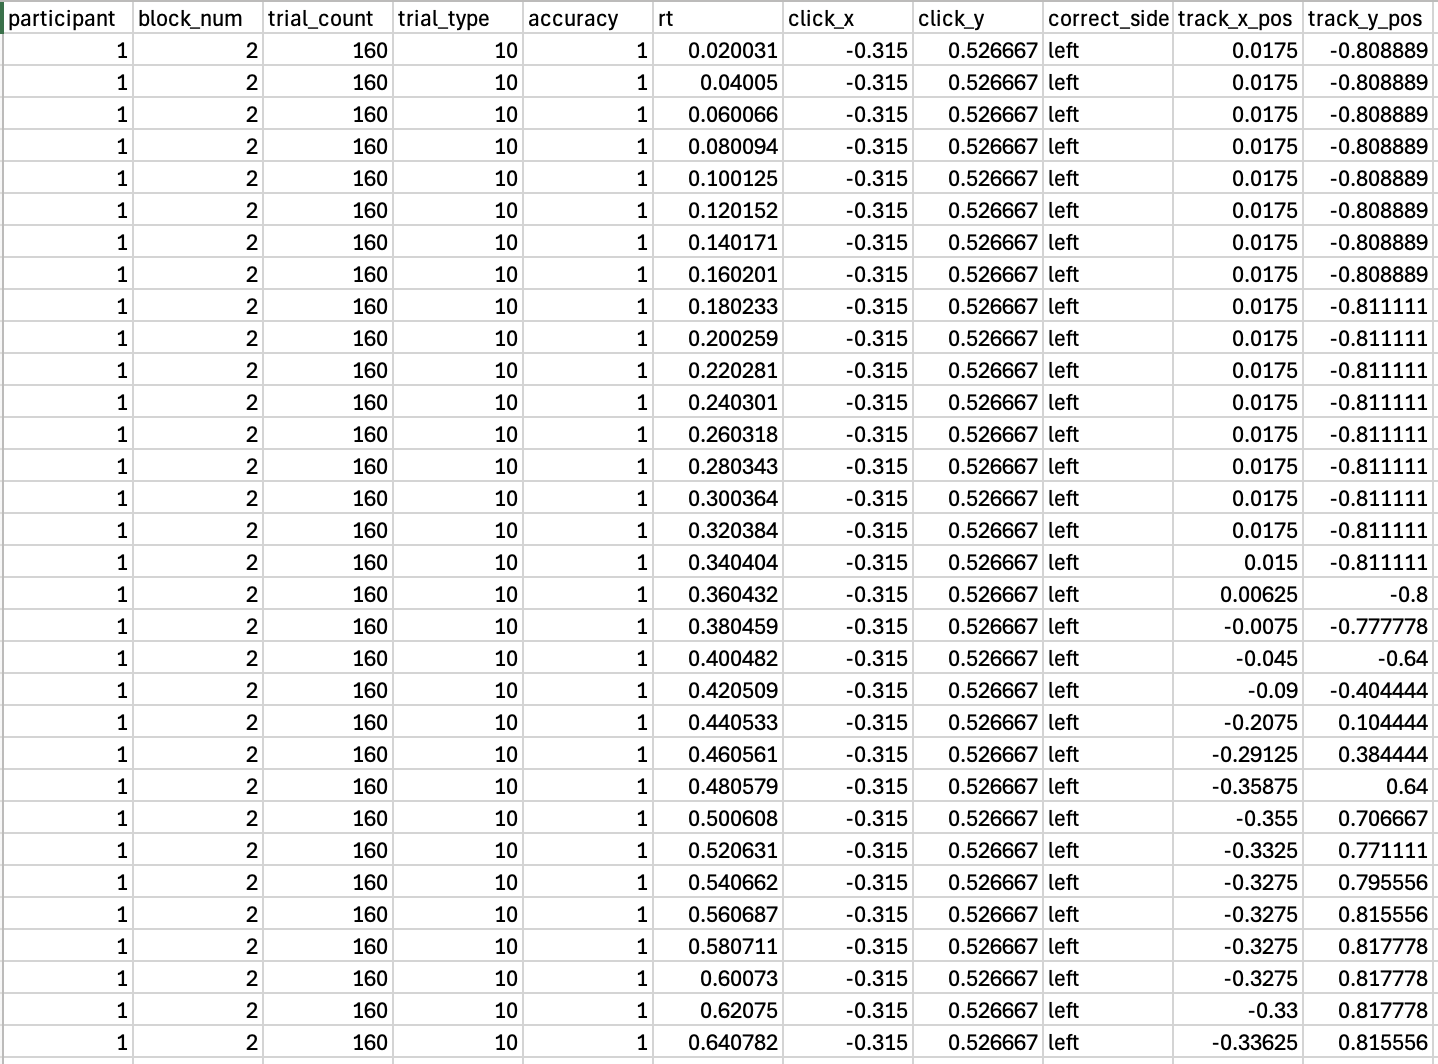 participant block_num trial_count trial_type accuracy rt click_x click_y correct_side track_x_pos track_y_pos
1 2 160 10 1 0.020031 -0.315 0.526667 left 0.0175 -0.808889
1 2 160 10 1 0.04005 -0.315 0.526667 left 0.0175 -0.808889
1 2 160 10 1 0.060066 -0.315 0.526667 left 0.0175 -0.808889
1 2 160 10 1 0.080094 -0.315 0.526667 left 0.0175 -0.808889
1 2 160 10 1 0.100125 -0.315 0.526667 left 0.0175 -0.808889
1 2 160 10 1 0.120152 -0.315 0.526667 left 0.0175 -0.808889
1 2 160 10 1 0.140171 -0.315 0.526667 left 0.0175 -0.808889
1 2 160 10 1 0.160201 -0.315 0.526667 left 0.0175 -0.808889
1 2 160 10 1 0.180233 -0.315 0.526667 left 0.0175 -0.811111
1 2 160 10 1 0.200259 -0.315 0.526667 left 0.0175 -0.811111
1 2 160 10 1 0.220281 -0.315 0.526667 left 0.0175 -0.811111
1 2 160 10 1 0.240301 -0.315 0.526667 left 0.0175 -0.811111
1 2 160 10 1 0.260318 -0.315 0.526667 left 0.0175 -0.811111
1 2 160 10 1 0.280343 -0.315 0.526667 left 0.0175 -0.811111
1 2 160 10 1 0.300364 -0.315 0.526667 left 0.0175 -0.811111
1 2 160 10 1 0.320384 -0.315 0.526667 left 0.0175 -0.811111
1 2 160 10 1 0.340404 -0.315 0.526667 left 0.015 -0.811111
1 2 160 10 1 0.360432 -0.315 0.526667 left 0.00625 -0.8
1 2 160 10 1 0.380459 -0.315 0.526667 left -0.0075 -0.777778
1 2 160 10 1 0.400482 -0.315 0.526667 left -0.045 -0.64
1 2 160 10 1 0.420509 -0.315 0.526667 left -0.09 -0.404444
1 2 160 10 1 0.440533 -0.315 0.526667 left -0.2075 0.104444
1 2 160 10 1 0.460561 -0.315 0.526667 left -0.29125 0.384444
1 2 160 10 1 0.480579 -0.315 0.526667 left -0.35875 0.64
1 2 160 10 1 0.500608 -0.315 0.526667 left -0.355 0.706667
1 2 160 10 1 0.520631 -0.315 0.526667 left -0.3325 0.771111
1 2 160 10 1 0.540662 -0.315 0.526667 left -0.3275 0.795556
1 2 160 10 1 0.560687 -0.315 0.526667 left -0.3275 0.815556
1 2 160 10 1 0.580711 -0.315 0.526667 left -0.3275 0.817778
1 2 160 10 1 0.60073 -0.315 0.526667 left -0.3275 0.817778
1 2 160 10 1 0.62075 -0.315 0.526667 left -0.33 0.817778
1 2 160 10 1 0.640782 -0.315 0.526667 left -0.33625 0.815556